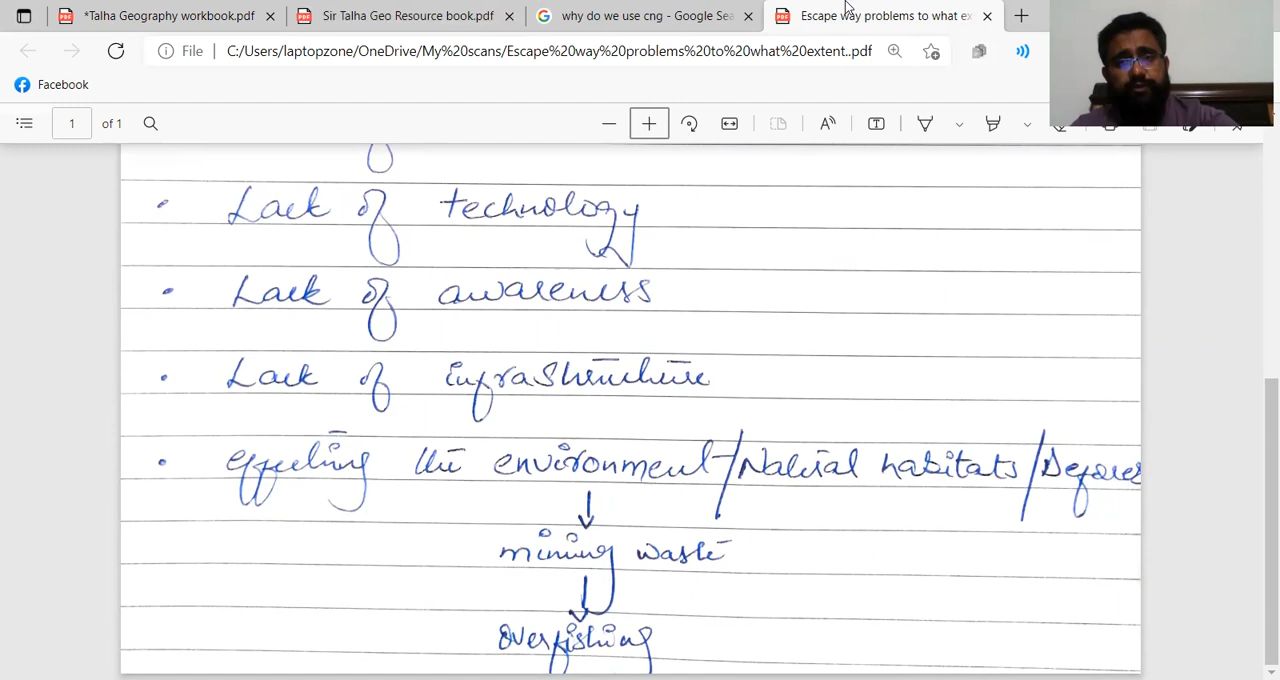 *Talha Geography workbook.pdf
Sir Talha Geo Resource book.pdf
why do we use cng - Google Sea
Escape way problems to what ex
File
C:/Users/laptopzone/OneDrive/My%20scans/Escape%20way%20problems%20to%20what%20extent..pdf
Facebook
1 of 1
• Lack of technology
• Lack of awareness
• Lack of infrastructure
• effecting the environment/Natural habitats/Defores
mining waste
overfishing